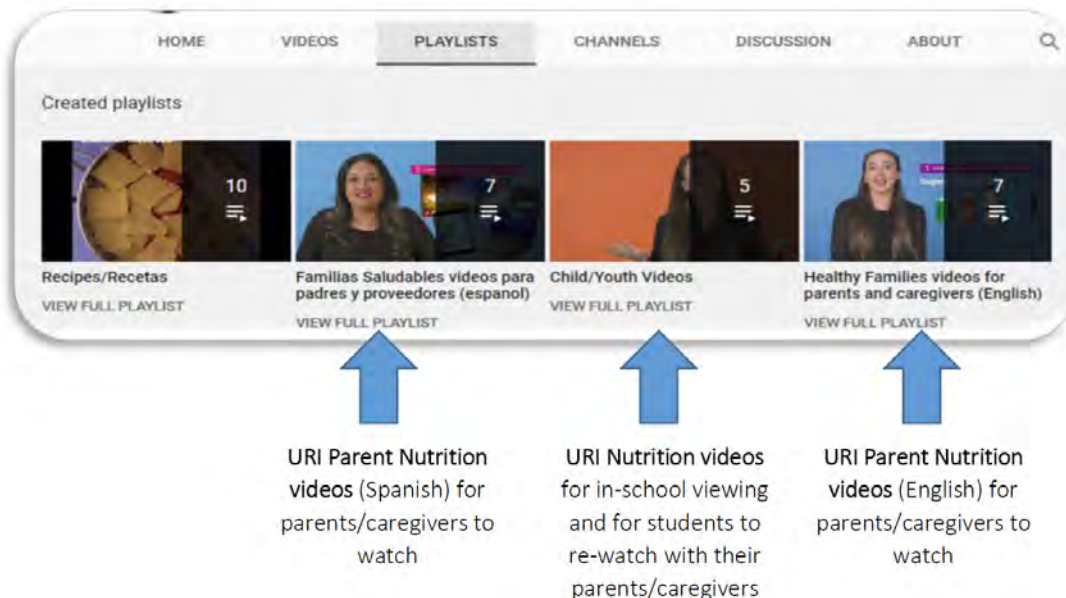 HOME VIDEOS PLAYLISTS CHANNELS DISCUSSION ABOUT
Created playlists
10
7
5
7
Recipes/Recetas
VIEW FULL PLAYLIST
Familias Saludables videos para
padres y proveedores (espanol)
VIEW FULL PLAYLIST
Child/Youth Videos
VIEW FULL PLAYLIST
Healthy Families videos for
parents and caregivers (English)
VIEW FULL PLAYLIST
URI Parent Nutrition
videos (Spanish) for
parents/caregivers to
watch
URI Nutrition videos
for in-school viewing
and for students to
re-watch with their
parents/caregivers
URI Parent Nutrition
videos (English) for
parents/caregivers to
watch